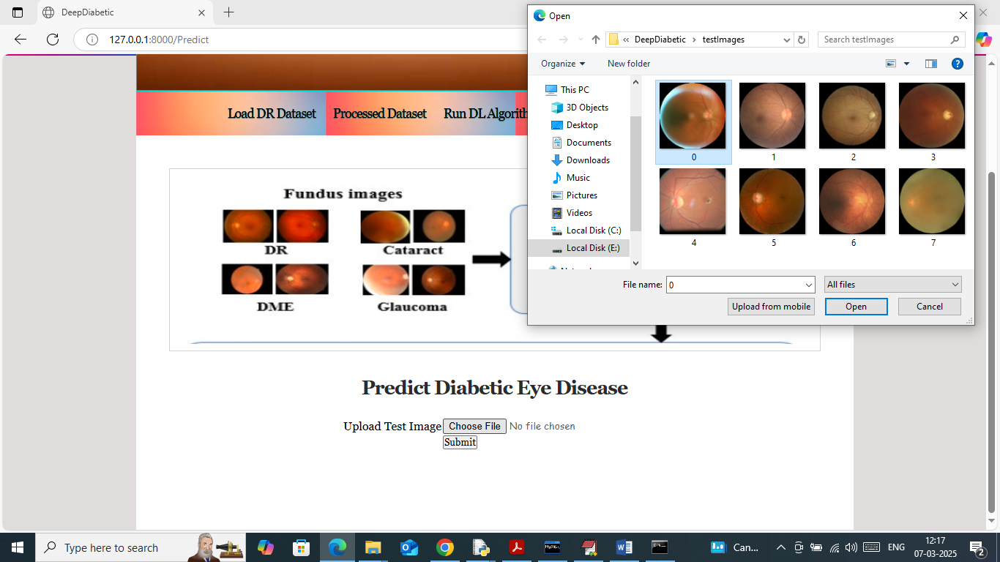 DeepDiabetic
127.0.0.1:8000/Predict
Load DR Dataset
Processed Dataset
Run DL Algorith
Fundus images
DR
Cataract
DME
Glaucoma
Predict Diabetic Eye Disease
Upload Test Image Choose File No file chosen
Submit
Open
« DeepDiabetic › testImages
Search testImages
Organize
New folder
This PC
3D Objects
Desktop
Documents
Downloads
Music
Pictures
Videos
Local Disk (C:)
Local Disk (E:)
0
1
2
3
4
5
6
7
File name: 0
All files
Upload from mobile
Open
Cancel
Type here to search
Can...
ENG
12:17
07-03-2025
2